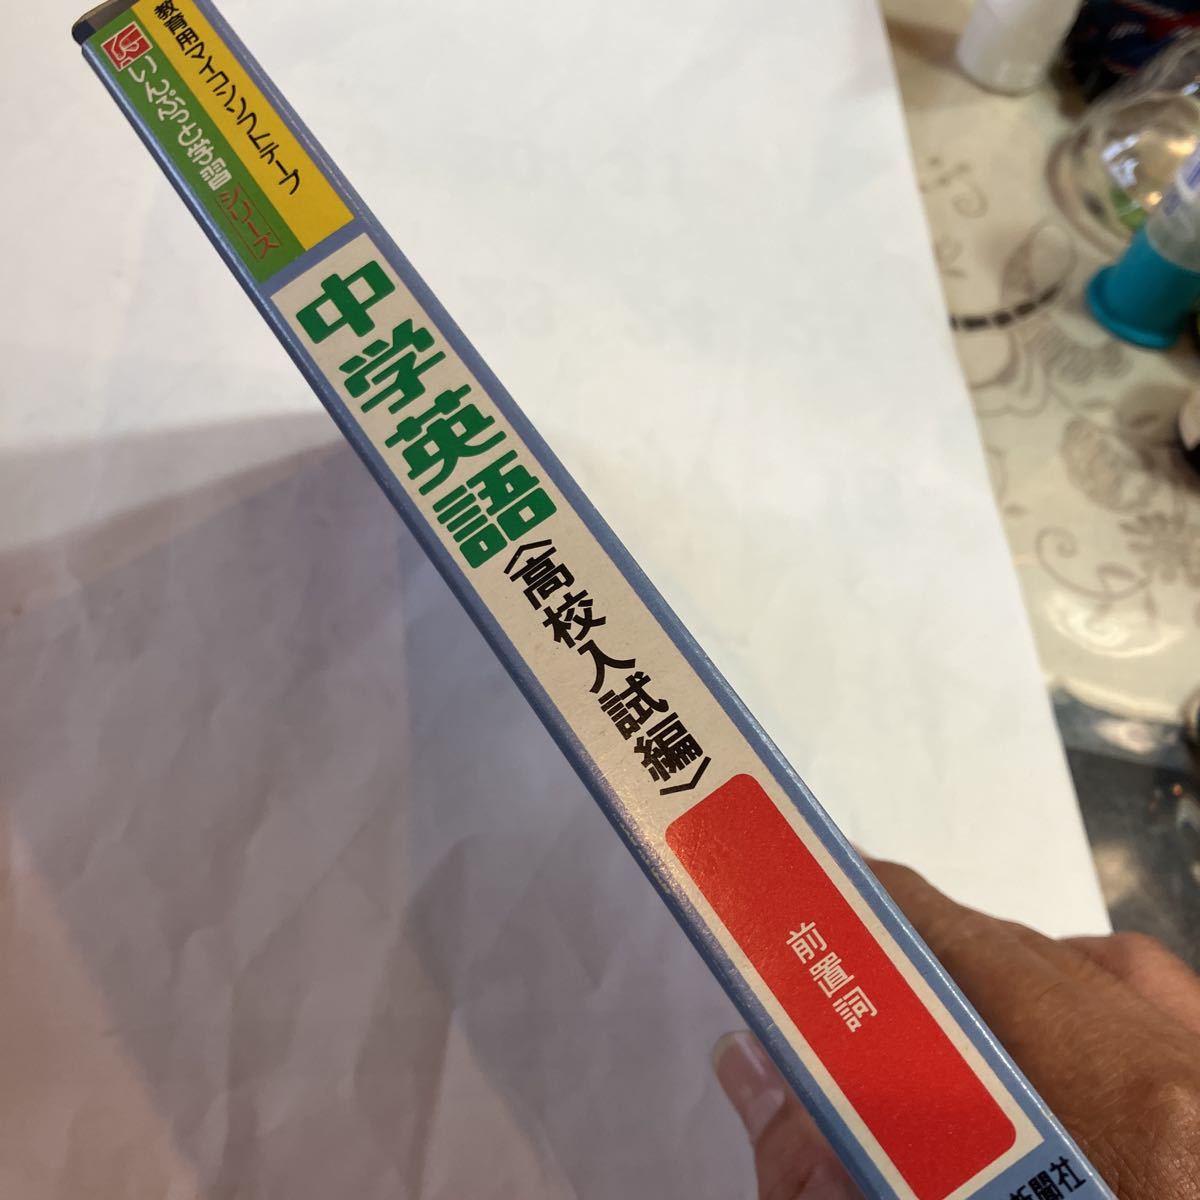 教育用マイコンソフトテープ
いんぷっと学習シリーズ
中学英語
〈高校入試編〉
前置詞
新聞社